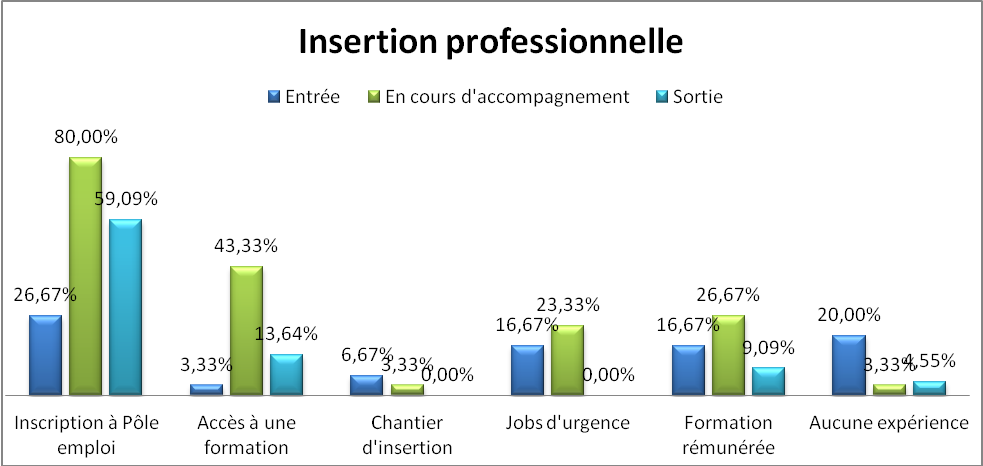 Insertion professionnelle
Entrée En cours d'accompagnement Sortie
80,00%
59,09%
43,33%
26,67%
23,33%
26,67%
20,00%
16,67%
16,67%
13,64%
9,09%
6,67%
3,33%
3,33%
0,00%
0,00%
3,33%
4,55%
Inscription à Pôle emploi
Accès à une formation
Chantier d'insertion
Jobs d'urgence
Formation rémunérée
Aucune expérience